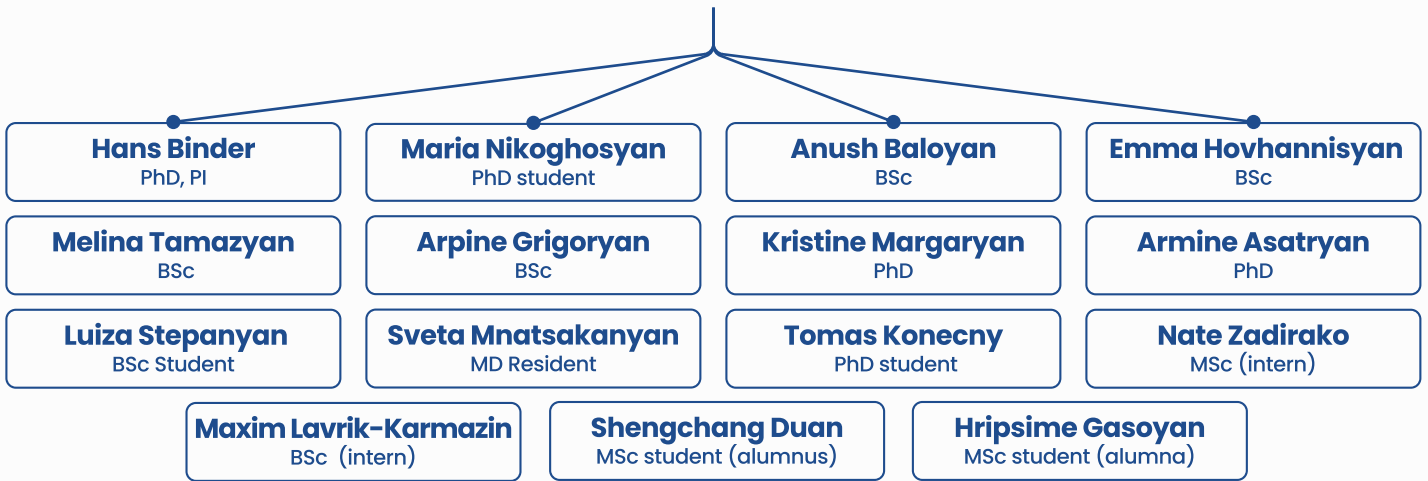 Hans Binder
PhD, PI
Maria Nikoghosyan
PhD student
Anush Baloyan
BSc
Emma Hovhannisyan
BSc
Melina Tamazyan
BSc
Arpine Grigoryan
BSc
Kristine Margaryan
PhD
Armine Asatryan
PhD
Luiza Stepanyan
BSc Student
Sveta Mnatsakanyan
MD Resident
Tomas Konecny
PhD student
Nate Zadirako
MSc (intern)
Maxim Lavrik-Karmazin
BSc (intern)
Shengchang Duan
MSc student (alumnus)
Hripsime Gasoyan
MSc student (alumna)